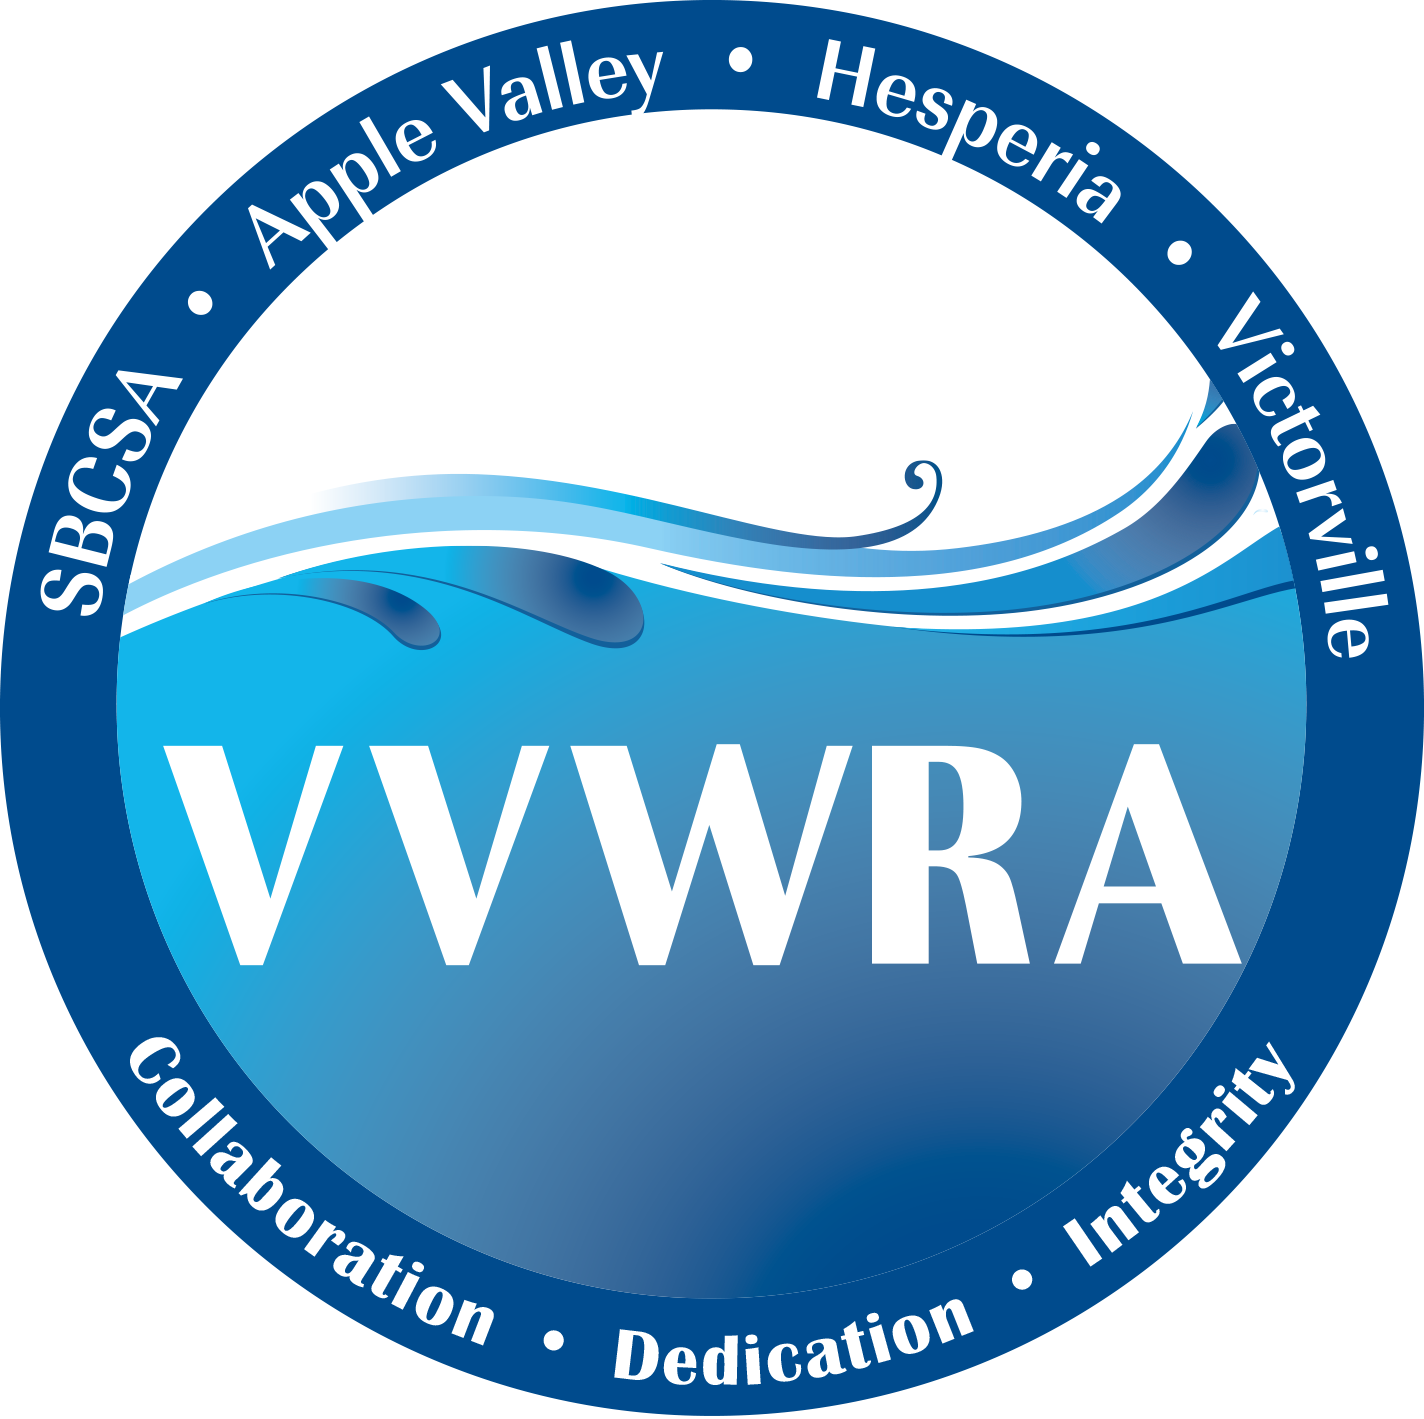 SBCSA • Apple Valley • Hesperia • Victorville
VVWRA
Collaboration • Dedication • Integrity